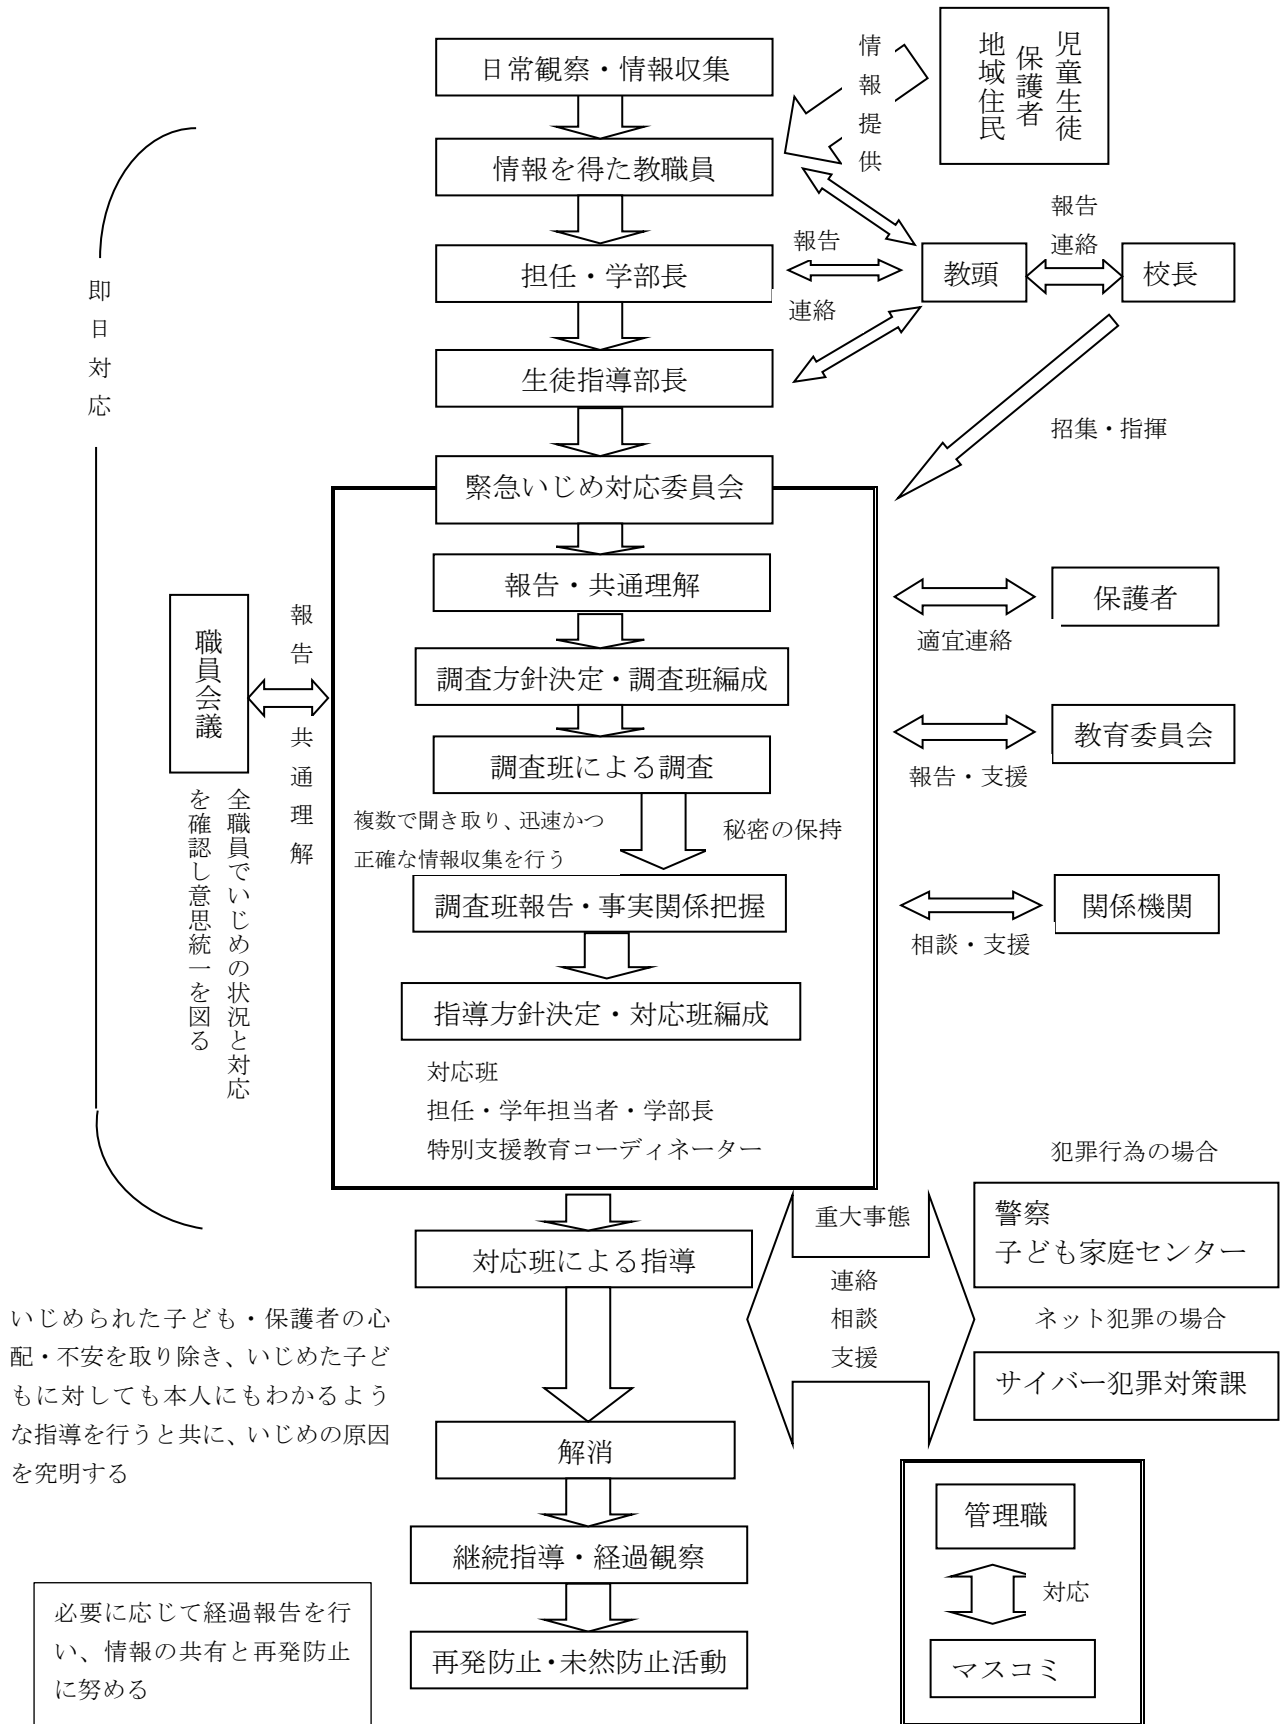 日常観察・情報収集
情報提供
児童生徒
保護者
地域住民
情報を得た教職員
報告
連絡
担任・学部長
報告
連絡
教頭
校長
即日対応
生徒指導部長
招集・指揮
緊急いじめ対応委員会
報告・共通理解
保護者
適宜連絡
職員会議
報告
共通理解
調査方針決定・調査班編成
教育委員会
報告・支援
調査班による調査
全職員でいじめの状況と対応
を確認し意思統一を図る
複数で聞き取り、迅速かつ
正確な情報収集を行う
秘密の保持
調査班報告・事実関係把握
関係機関
相談・支援
指導方針決定・対応班編成
対応班
担任・学年担当者・学部長
特別支援教育コーディネーター
犯罪行為の場合
重大事態
警察
子ども家庭センター
対応班による指導
連絡
相談
支援
ネット犯罪の場合
サイバー犯罪対策課
いじめられた子ども・保護者の心
配・不安を取り除き、いじめた子ど
もに対しても本人にもわかるよう
な指導を行うと共に、いじめの原因
を究明する
解消
管理職
継続指導・経過観察
対応
必要に応じて経過報告を行
い、情報の共有と再発防止
に努める
再発防止・未然防止活動
マスコミ